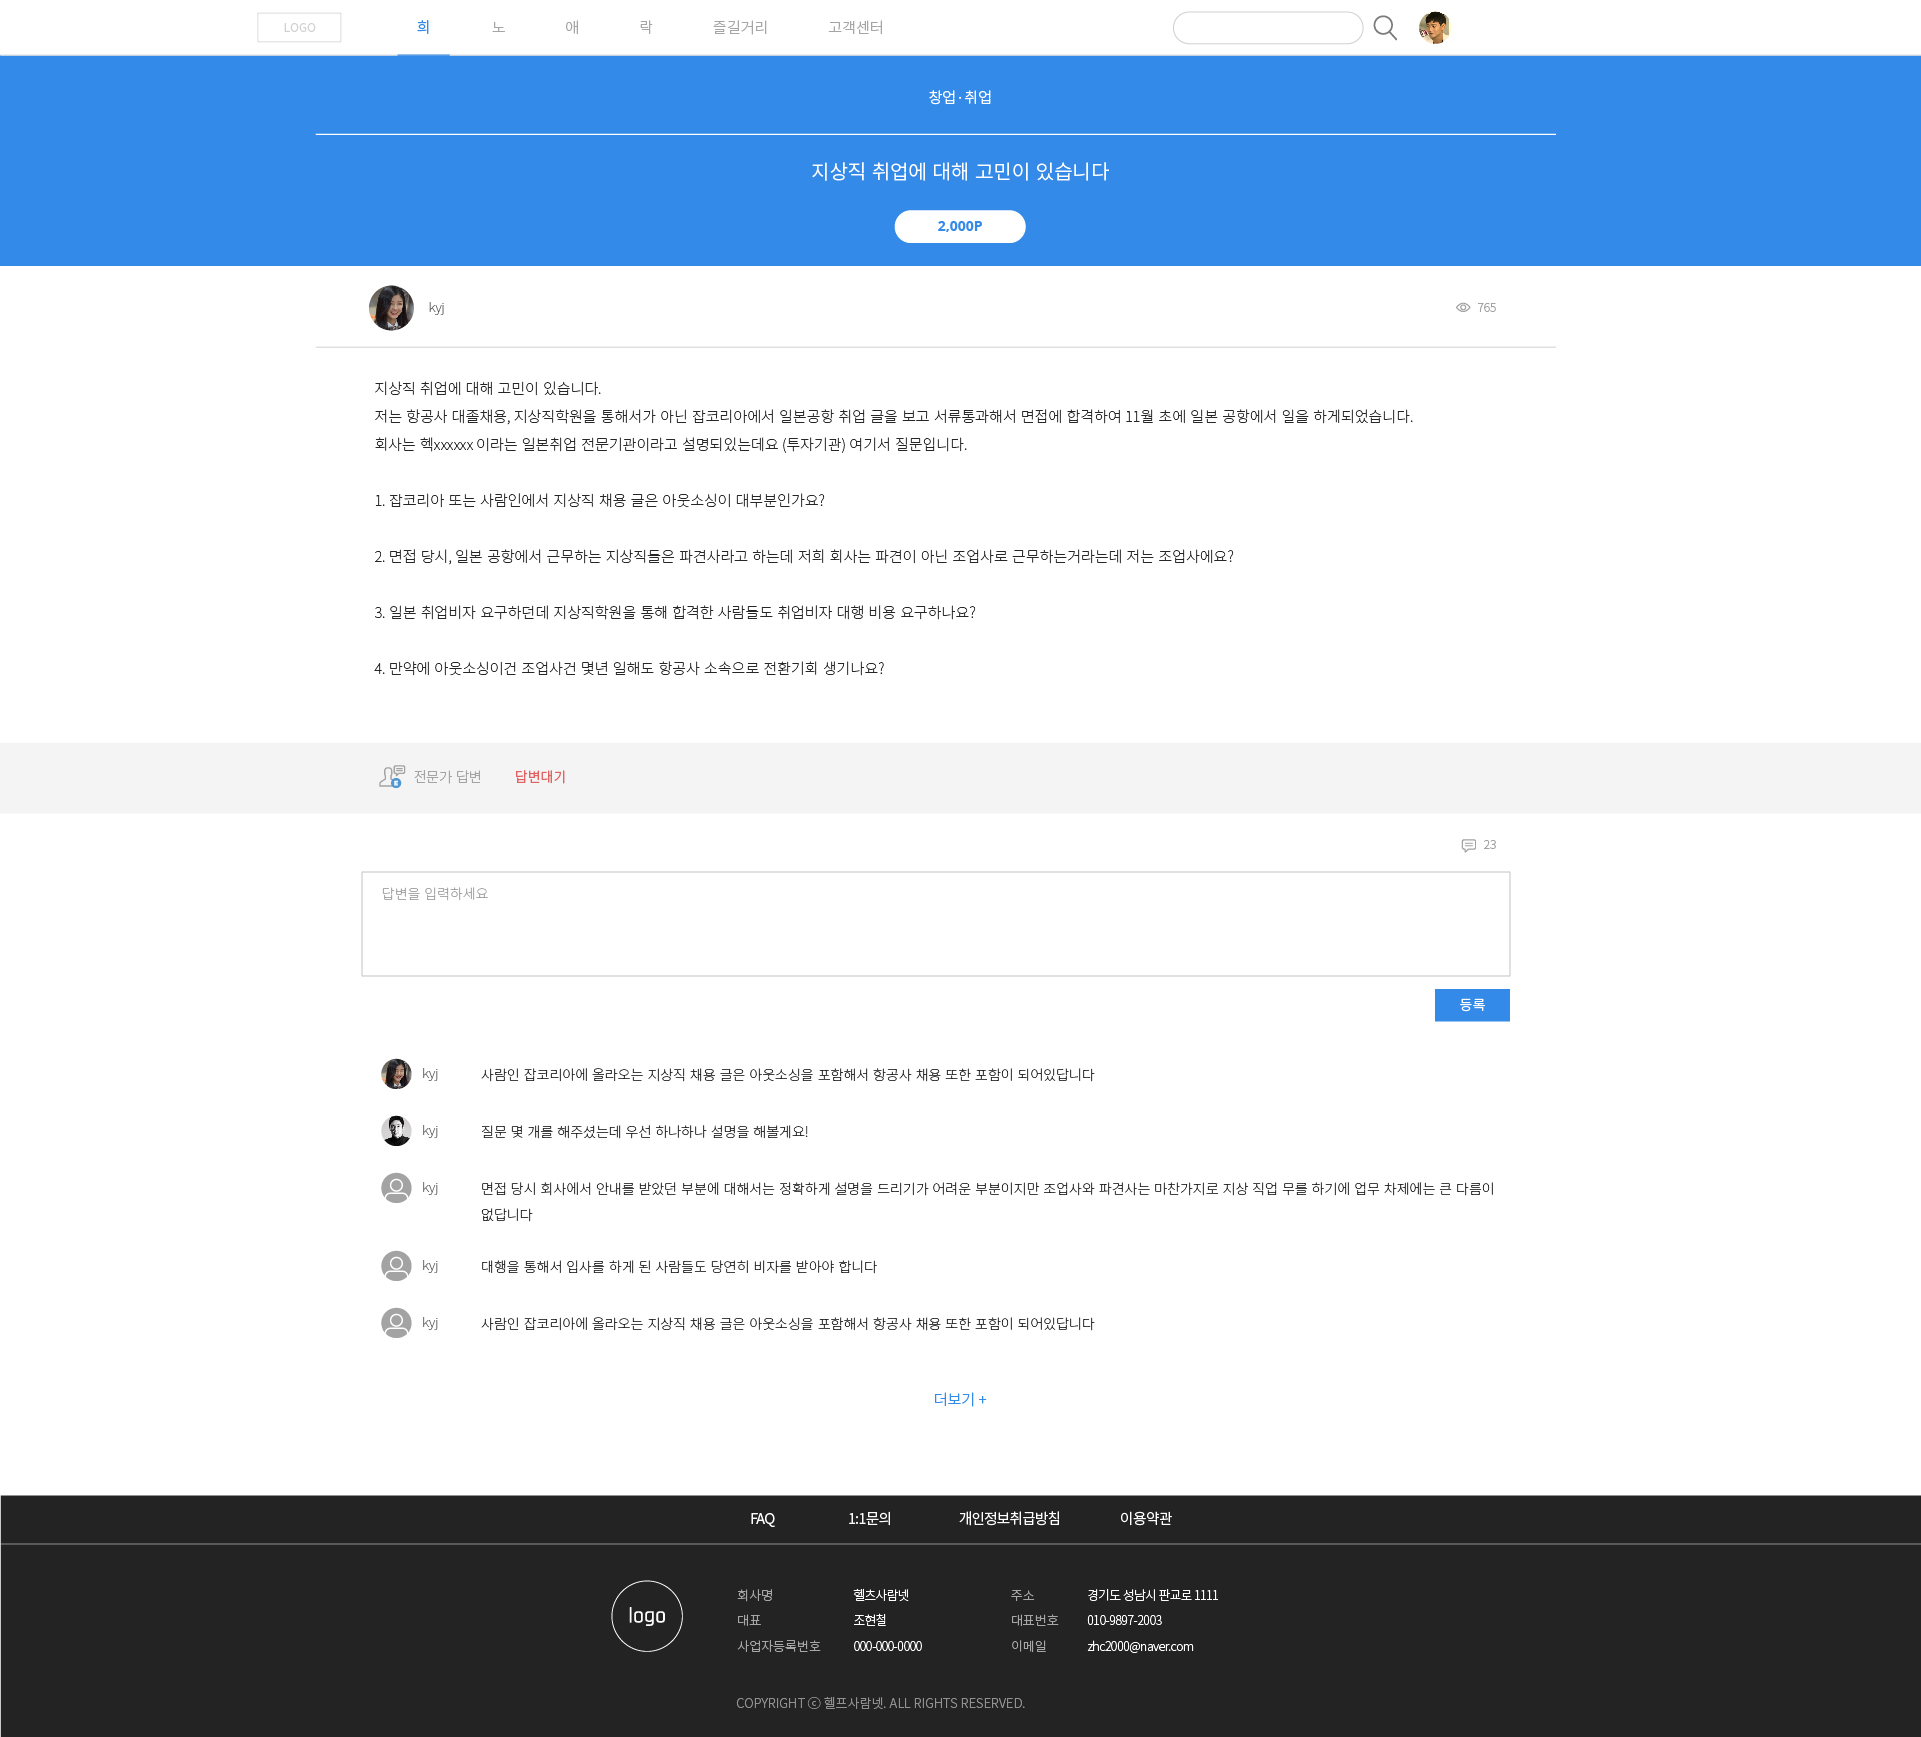 LOGO 희 노 애 락 즐길거리 고객센터
창업·취업
지상직 취업에 대해 고민이 있습니다
2,000P
kyj 765
지상직 취업에 대해 고민이 있습니다.
저는 항공사 대졸채용, 지상직학원을 통해서가 아닌 잡코리아에서 일본공항 취업 글을 보고 서류통과해서 면접에 합격하여 11월 초에 일본 공항에서 일을 하게되었습니다.
회사는 헥xxxxxx 이라는 일본취업 전문기관이라고 설명되있는데요 (투자기관) 여기서 질문입니다.
1. 잡코리아 또는 사람인에서 지상직 채용 글은 아웃소싱이 대부분인가요?
2. 면접 당시, 일본 공항에서 근무하는 지상직들은 파견사라고 하는데 저희 회사는 파견이 아닌 조업사로 근무하는거라는데 저는 조업사에요?
3. 일본 취업비자 요구하던데 지상직학원을 통해 합격한 사람들도 취업비자 대행 비용 요구하나요?
4. 만약에 아웃소싱이건 조업사건 몇년 일해도 항공사 소속으로 전환기회 생기나요?
전문가 답변 답변대기
23
답변을 입력하세요
등록
kyj 사람인 잡코리아에 올라오는 지상직 채용 글은 아웃소싱을 포함해서 항공사 채용 또한 포함이 되어있답니다
kyj 질문 몇 개를 해주셨는데 우선 하나하나 설명을 해볼게요!
kyj 면접 당시 회사에서 안내를 받았던 부분에 대해서는 정확하게 설명을 드리기가 어려운 부분이지만 조업사와 파견사는 마찬가지로 지상 직업 무를 하기에 업무 차제에는 큰 다름이
없답니다
kyj 대행을 통해서 입사를 하게 된 사람들도 당연히 비자를 받아야 합니다
kyj 사람인 잡코리아에 올라오는 지상직 채용 글은 아웃소싱을 포함해서 항공사 채용 또한 포함이 되어있답니다
더보기 +
FAQ 1:1문의 개인정보취급방침 이용약관
logo
회사명 헬츠사람넷 주소 경기도 성남시 판교로 1111
대표 조현철 대표번호 010-9897-2003
사업자등록번호 000-000-0000 이메일 zhc2000@naver.com
COPYRIGHT ⓒ 헬프사람넷. ALL RIGHTS RESERVED.